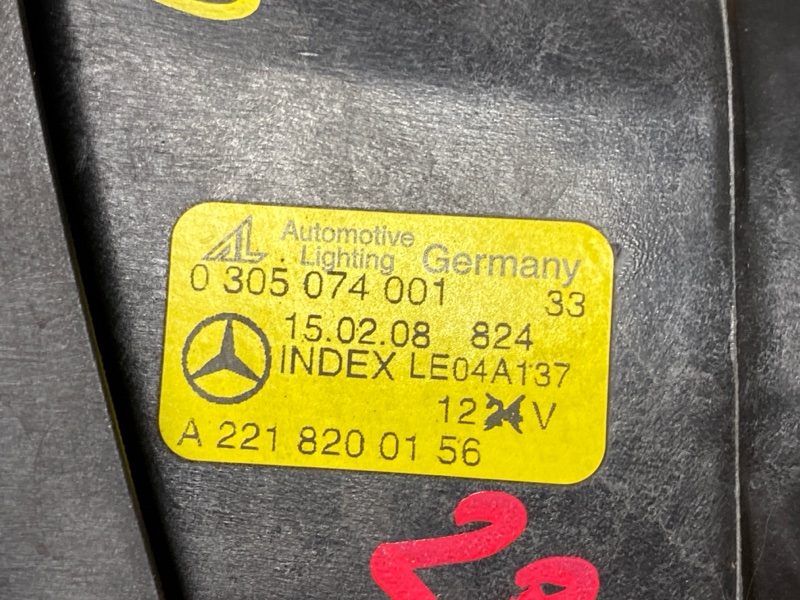 AL Automotive
Lighting Germany
0 305 074 001 33
15.02.08 824
INDEX LE04A137
12 24 V
A 221 820 01 56